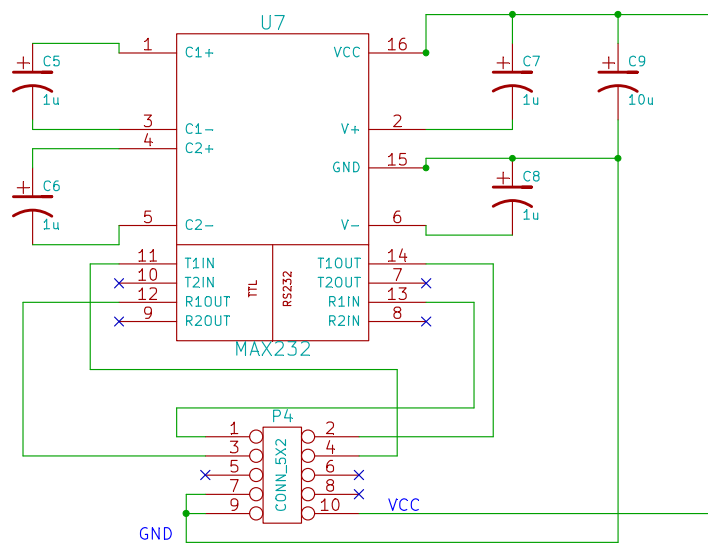 U7
1 C1+ VCC 16
C5
1u
C7
1u
C9
10u
3 C1- V+ 2
4 C2+
GND 15
C6
1u
C8
1u
5 C2- V- 6
11 T1IN T1OUT 14
10 T2IN T2OUT 7
12 R1OUT R1IN 13
9 R2OUT R2IN 8
TTL
RS232
MAX232
P4
1 2
3 4
5 6
7 8
9 10
CONN_5X2
VCC
GND